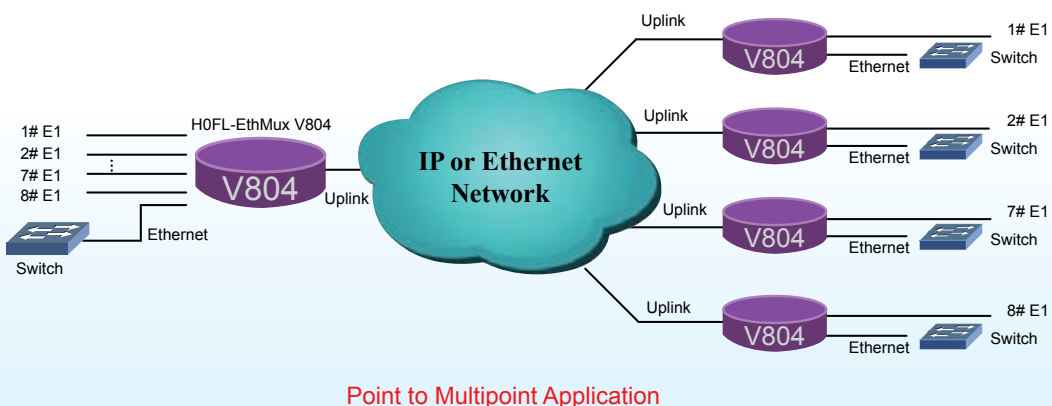 H0FL-EthMux V804
1# E1
2# E1
7# E1
8# E1
V804
Uplink
Ethernet
Switch
IP or Ethernet
Network
Uplink
V804
1# E1
Ethernet
Switch
Uplink
V804
2# E1
Ethernet
Switch
Uplink
V804
7# E1
Ethernet
Switch
Uplink
V804
8# E1
Ethernet
Switch
Point to Multipoint Application